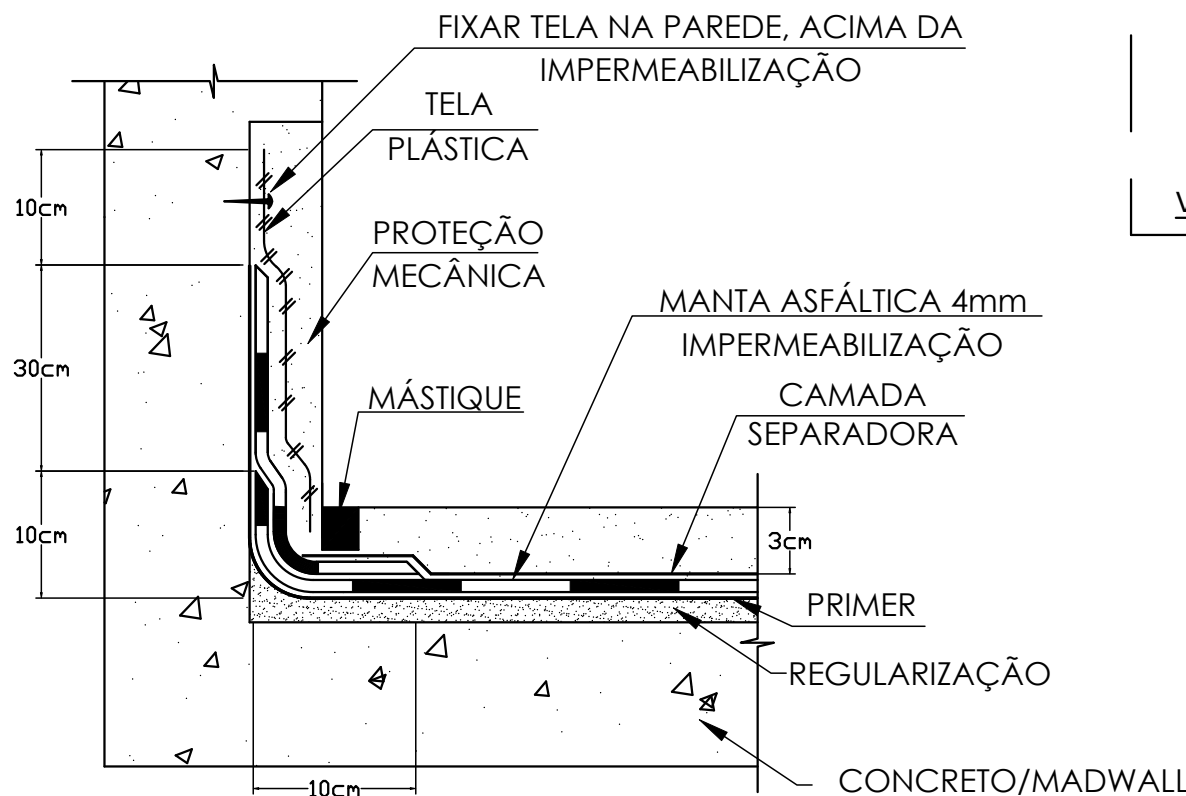 FIXAR TELA NA PAREDE, ACIMA DA
IMPERMEABILIZAÇÃO
TELA
PLÁSTICA
10cm
PROTEÇÃO
MECÂNICA
MANTA ASFÁLTICA 4mm
IMPERMEABILIZAÇÃO
30cm
MÁSTIQUE
CAMADA
SEPARADORA
10cm
3cm
PRIMER
REGULARIZAÇÃO
CONCRETO/MADWALL
10cm